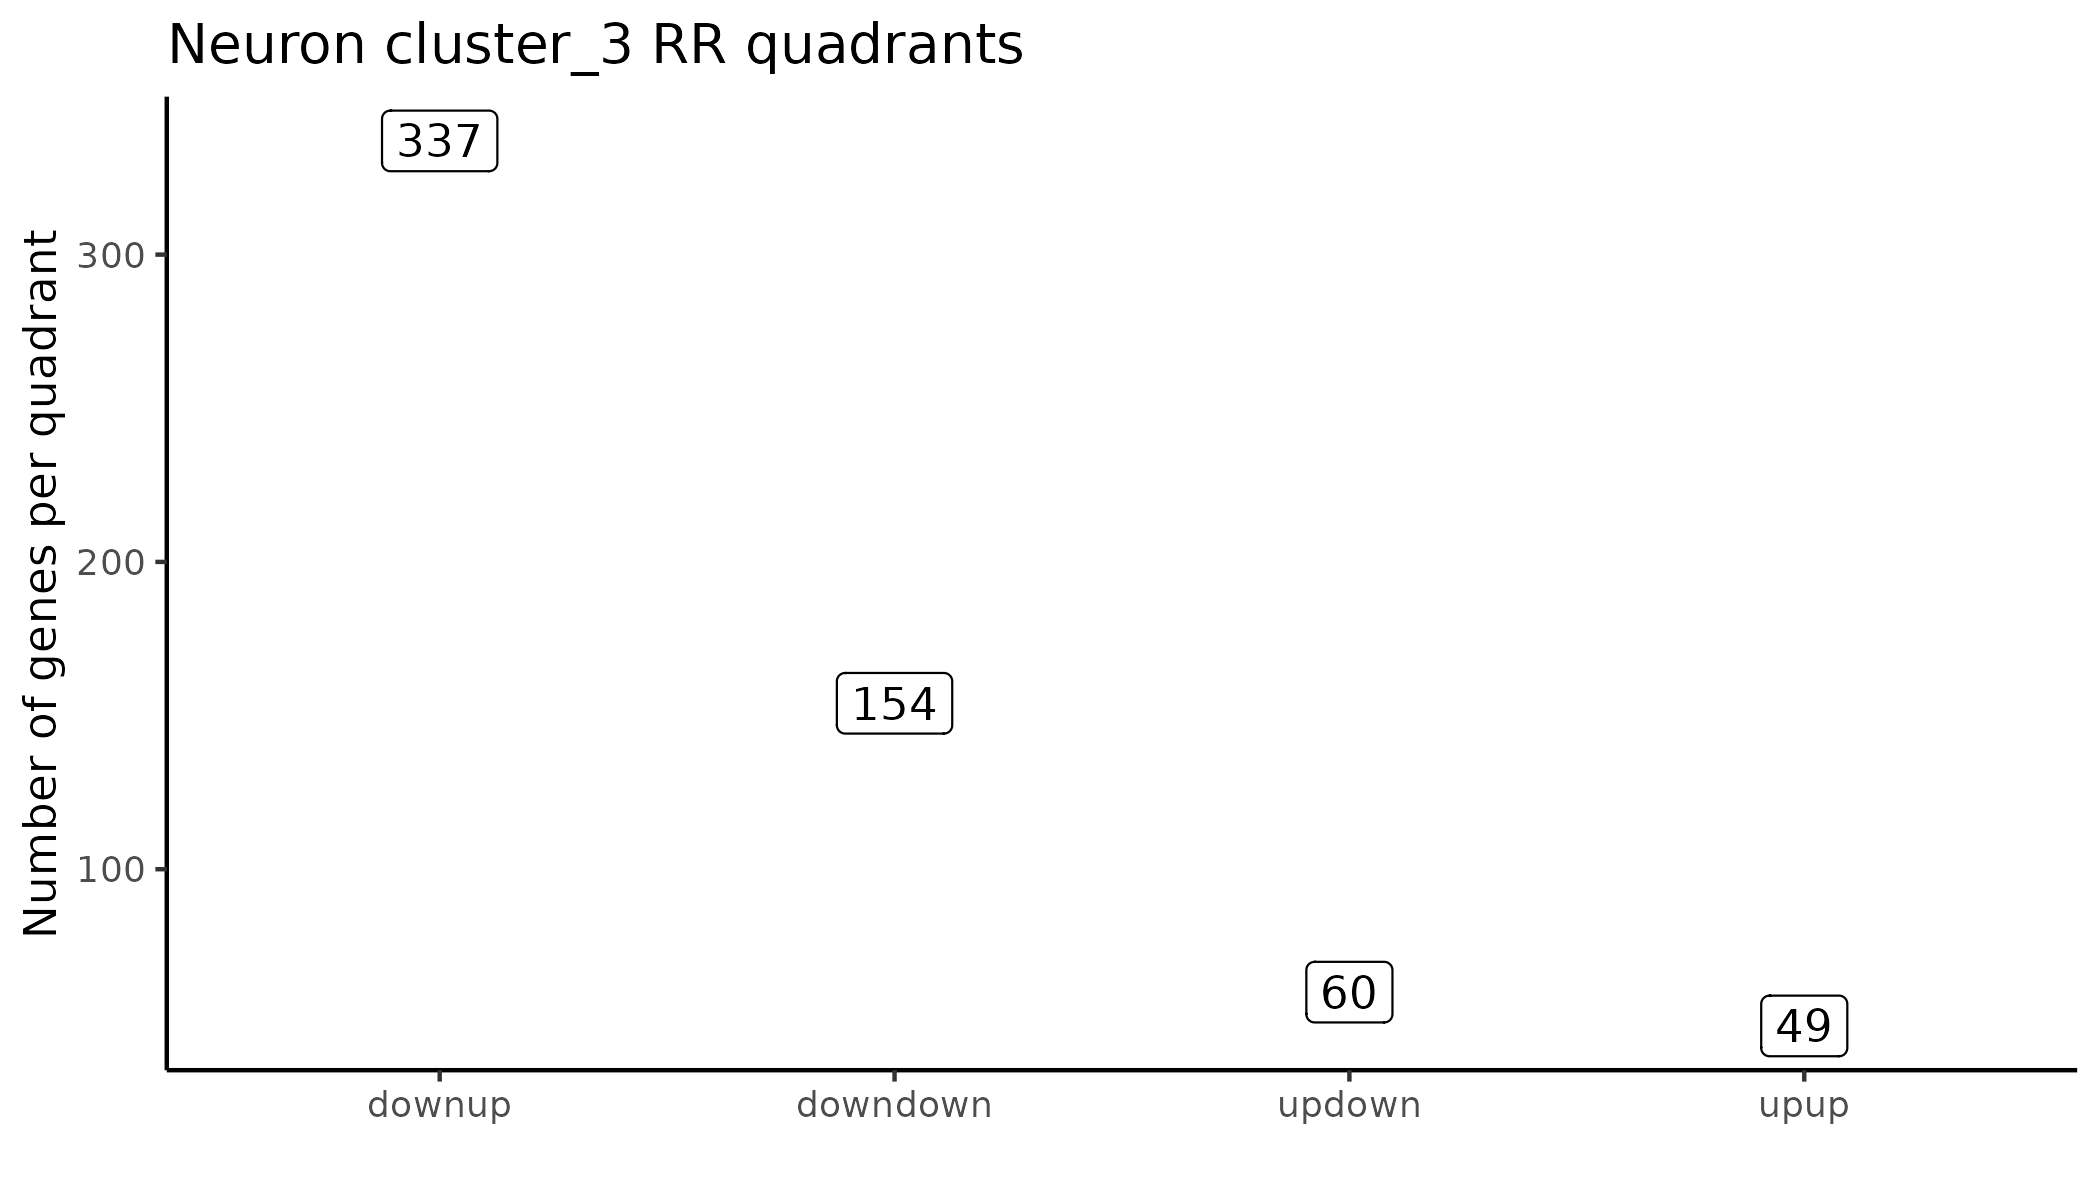 Neuron cluster_3 RR quadrants
Number of genes per quadrant
300
200
100
337
154
60
49
downup
downdown
updown
upup